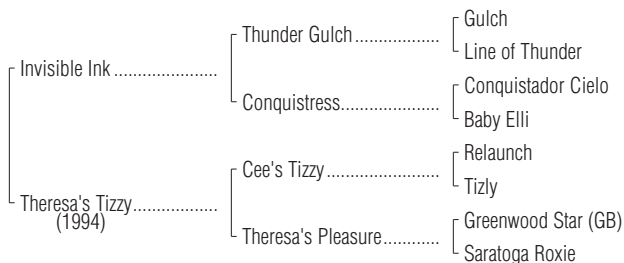 Gulch
Thunder Gulch..................
Line of Thunder
Invisible Ink......................
Conquistador Cielo
Conquistress.....................
Baby Elli
Relaunch
Cee's Tizzy........................
Tizly
Theresa's Tizzy..................
(1994)
Greenwood Star (GB)
Theresa's Pleasure............
Saratoga Roxie